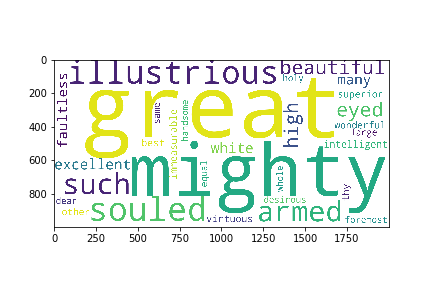 0
illustrious
beautiful
holy
many
faultless
great
superior
200
same
handsome
high
eyed
400
immeasurable
wonderful
large
best
white
intelligent
600
excellent
mighty
equal
whole
such
thy
800
dear
desirous
other
souled
virtuous
armed
foremost
0 250 500 750 1000 1250 1500 1750